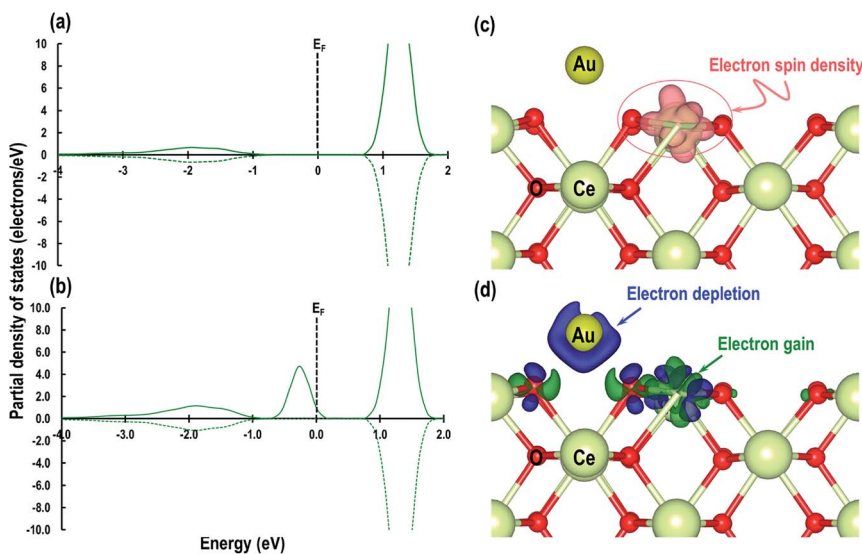 (a)
10
8
6
4
2
0
-2
-4
-6
-8
-10
E_F
-4
-3
-2
-1
0
1
2
(b)
10.0
8.0
6.0
4.0
2.0
0.0
-2.0
-4.0
-6.0
-8.0
-10.0
E_F
-4.0
-3.0
-2.0
-1.0
0.0
1.0
2.0
Partial density of states (electrons/eV)
Energy (eV)
(c)
Au
Electron spin density
O
Ce
(d)
Electron depletion
Au
Electron gain
O
Ce